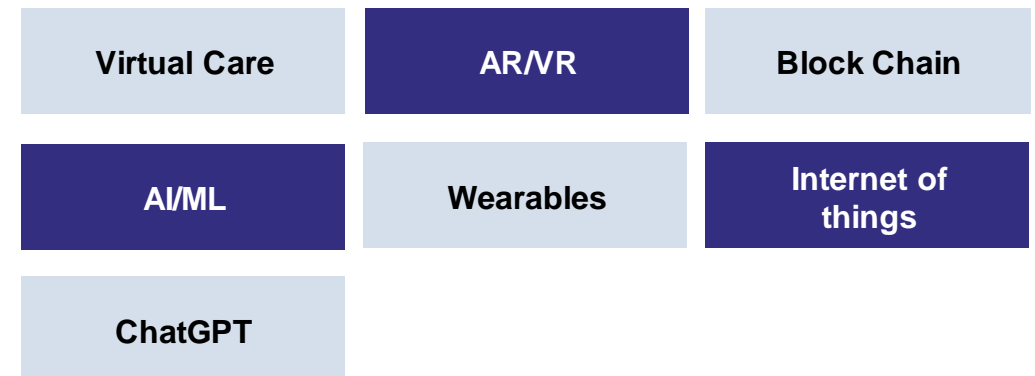 Virtual Care
AR/VR
Block Chain
AI/ML
Wearables
Internet of
things
ChatGPT